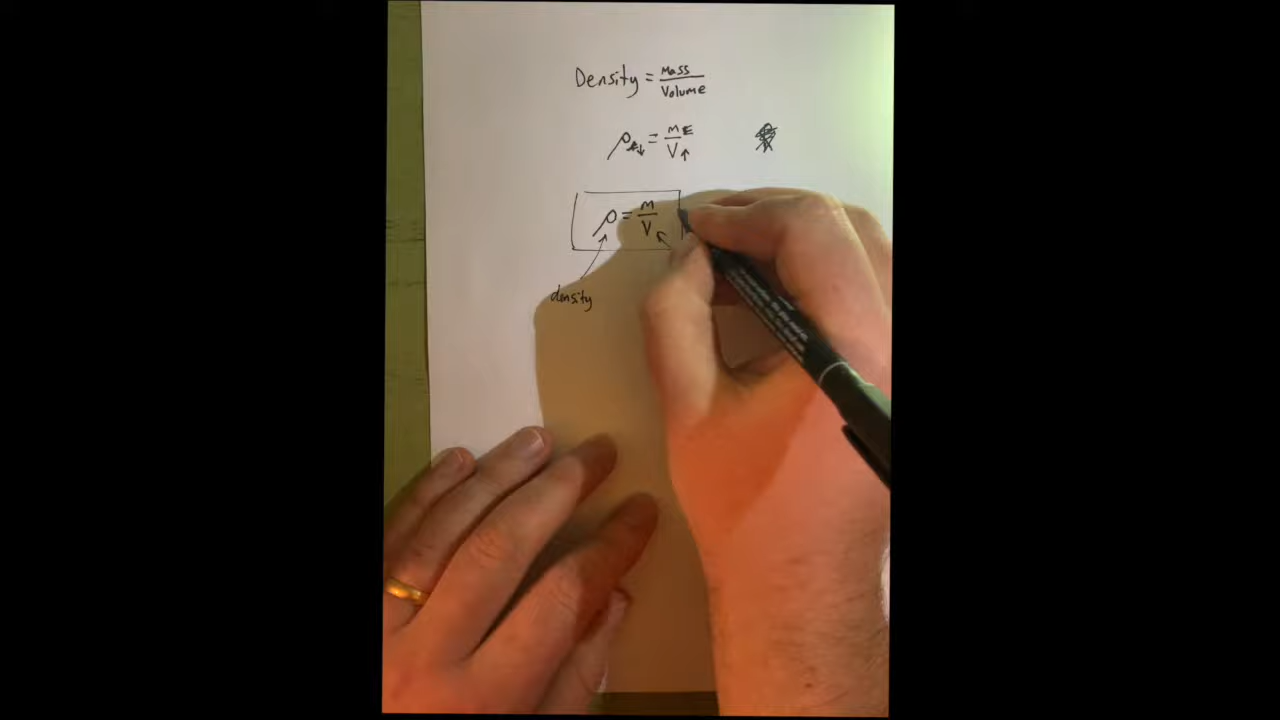 Density = Mass / Volume
ρ ↓ = M E / V ↑
ρ = M / V
density